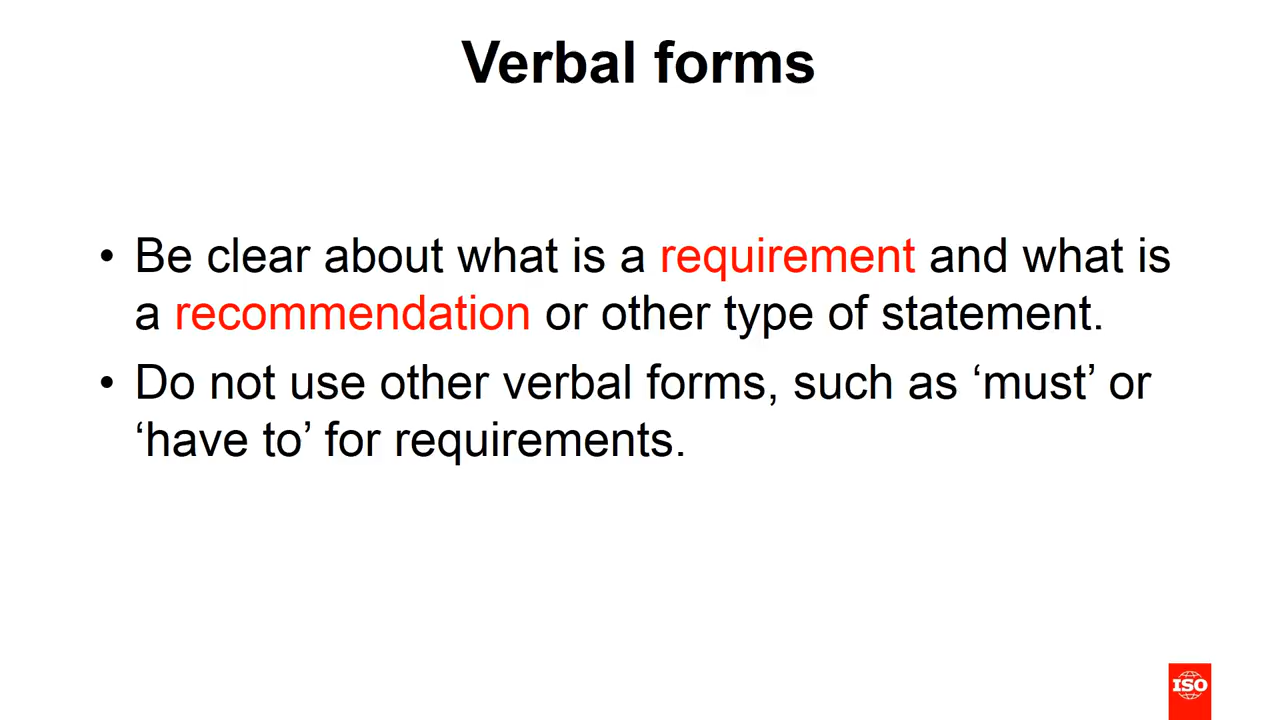 Verbal forms
• Be clear about what is a requirement and what is
a recommendation or other type of statement.
• Do not use other verbal forms, such as ‘must’ or
‘have to’ for requirements.
ISO